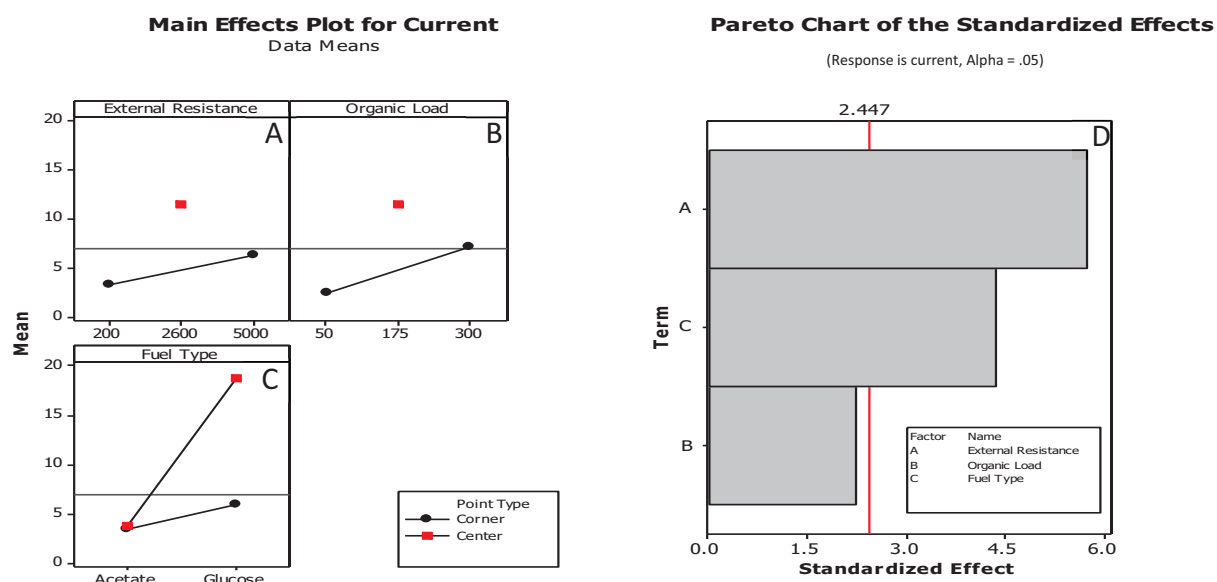 Main Effects Plot for Current
Data Means
External Resistance
Organic Load
A
B
20
15
10
5
0
200
2600
5000
50
175
300
Mean
Fuel Type
C
20
15
10
5
0
Acetate
Glucose
Point Type
Corner
Center
Pareto Chart of the Standardized Effects
(Response is current, Alpha = .05)
2.447
D
Term
A
C
B
Factor Name
A External Resistance
B Organic Load
C Fuel Type
0.0
1.5
3.0
4.5
6.0
Standardized Effect